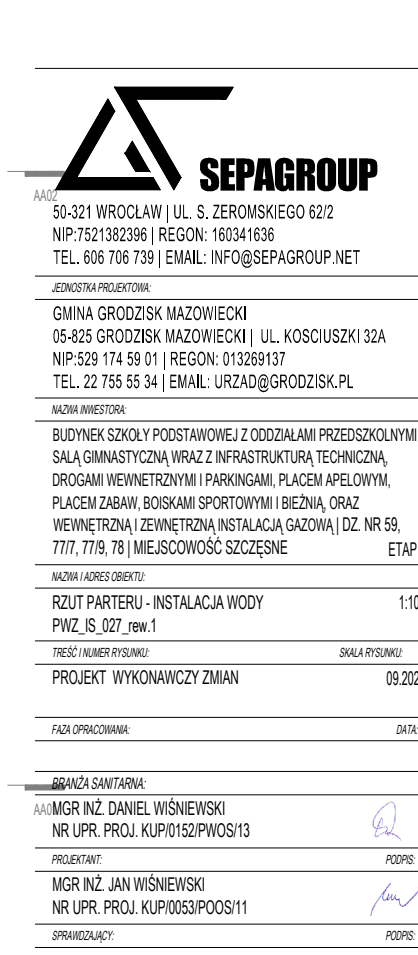 SEPAGROUP
AA02
50-321 WROCŁAW | UL. S. ZEROMSKIEGO 62/2
NIP:7521382396 | REGON: 160341636
TEL. 606 706 739 | EMAIL: INFO@SEPAGROUP.NET
JEDNOSTKA PROJEKTOWA:
GMINA GRODZISK MAZOWIECKI
05-825 GRODZISK MAZOWIECKI | UL. KOSCIUSZKI 32A
NIP:529 174 59 01 | REGON: 013269137
TEL. 22 755 55 34 | EMAIL: URZAD@GRODZISK.PL
NAZWA INWESTORA:
BUDYNEK SZKOŁY PODSTAWOWEJ Z ODDZIAŁAMI PRZEDSZKOLNYMI
SALĄ GIMNASTYCZNĄ WRAZ Z INFRASTRUKTURĄ TECHNICZNĄ,
DROGAMI WEWNETRZNYMI I PARKINGAMI, PLACEM APELOWYM,
PLACEM ZABAW, BOISKAMI SPORTOWYMI I BIEŻNIĄ, ORAZ
WEWNĘTRZNĄ I ZEWNĘTRZNĄ INSTALACJĄ GAZOWĄ | DZ. NR 59,
77/7, 77/9, 78 | MIEJSCOWOŚĆ SZCZĘSNE ETAP
NAZWA I ADRES OBIEKTU:
RZUT PARTERU - INSTALACJA WODY 1:10
PWZ_IS_027_rew.1
TREŚĆ I NUMER RYSUNKU: SKALA RYSUNKU:
PROJEKT WYKONAWCZY ZMIAN 09.202
FAZA OPRACOWANIA: DATA:
BRANŻA SANITARNA:
AA0 MGR INŻ. DANIEL WIŚNIEWSKI
NR UPR. PROJ. KUP/0152/PWOS/13
PROJEKTANT: PODPIS:
MGR INŻ. JAN WIŚNIEWSKI
NR UPR. PROJ. KUP/0053/POOS/11
SPRAWDZAJĄCY: PODPIS: